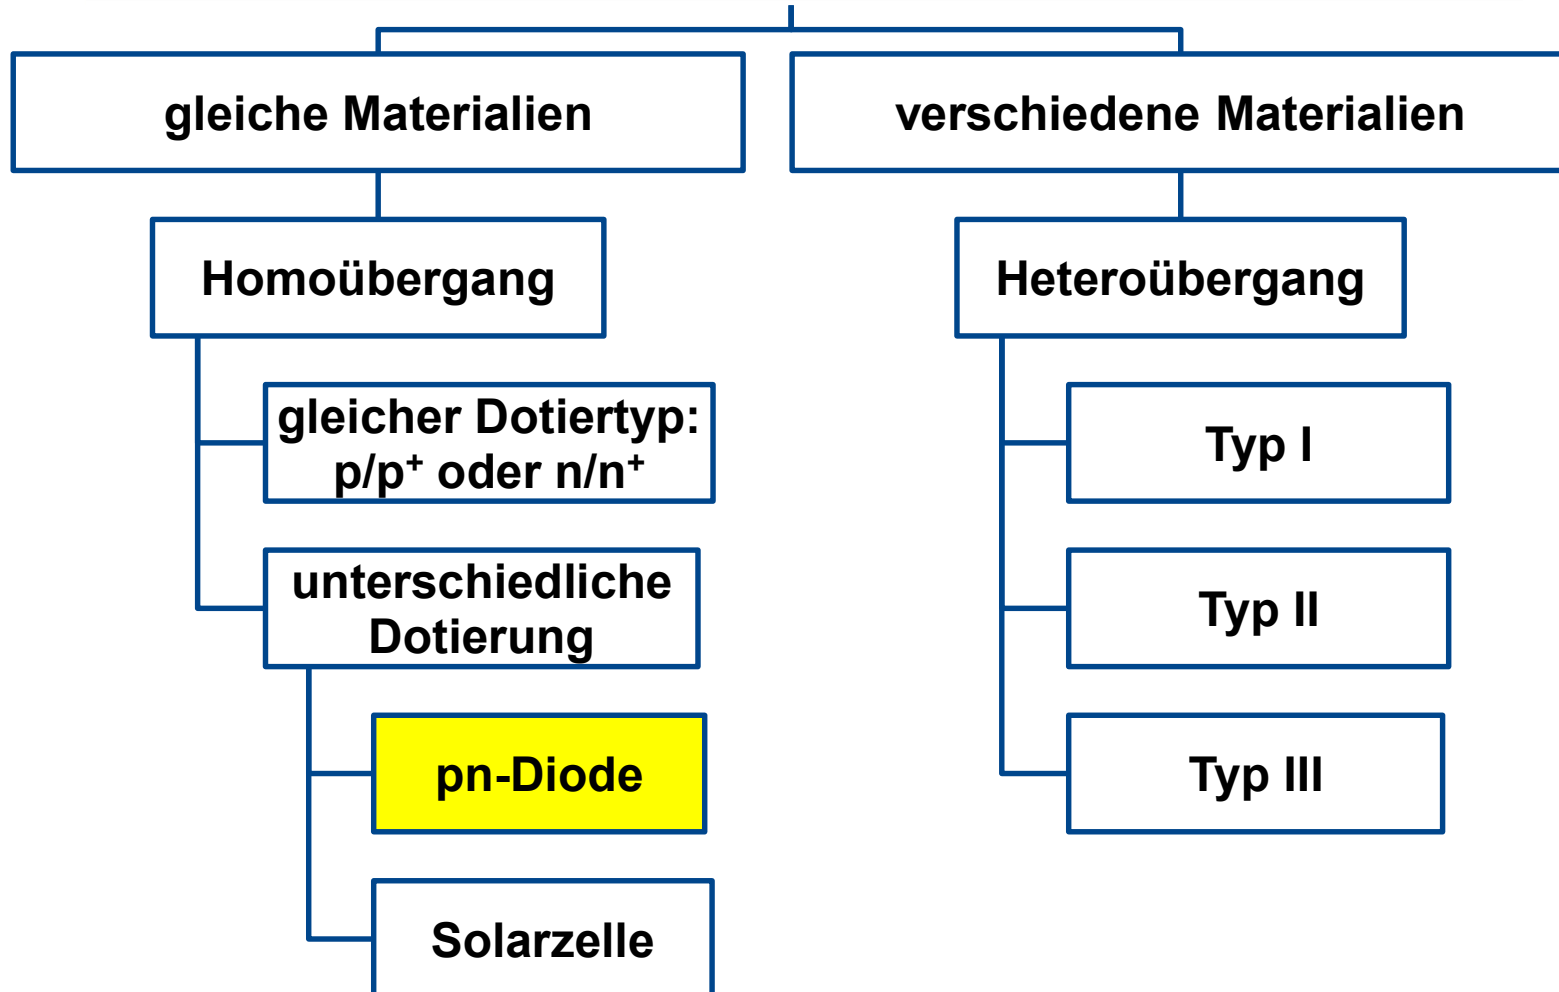 gleiche Materialien
verschiedene Materialien
Homoübergang
Heteroübergang
gleicher Dotiertyp:
p/p⁺ oder n/n⁺
Typ I
unterschiedliche
Dotierung
Typ II
pn-Diode
Typ III
Solarzelle